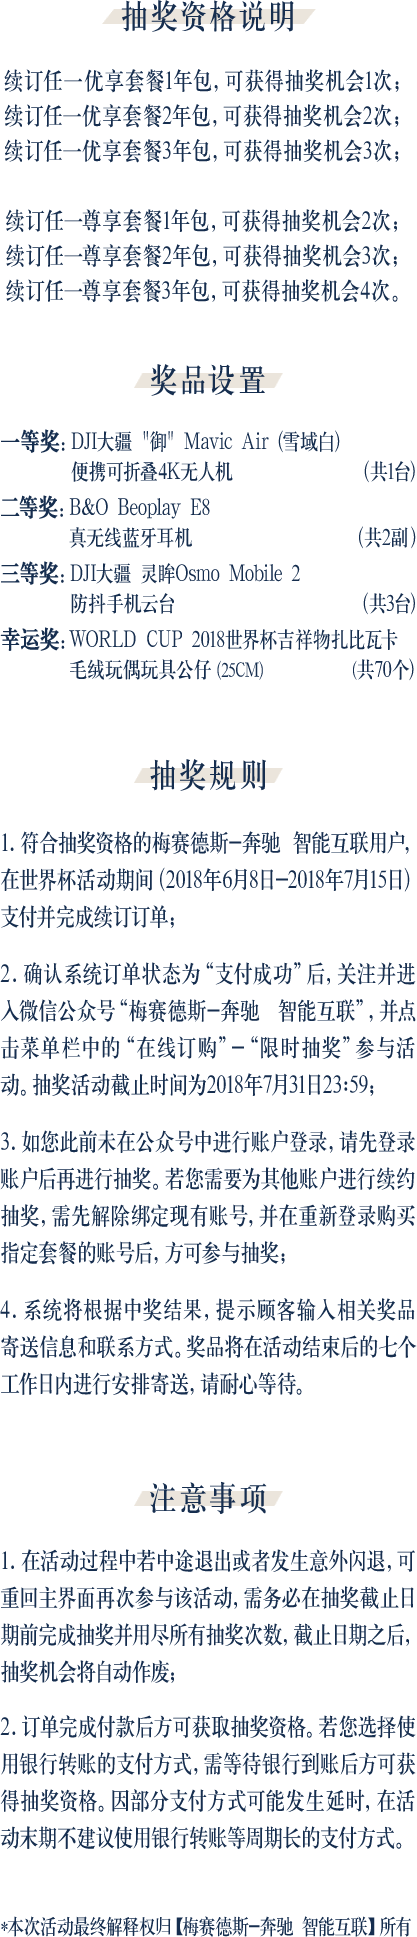 抽奖资格说明
续订任一优享套餐1年包，可获得抽奖机会1次；
续订任一优享套餐2年包，可获得抽奖机会2次；
续订任一优享套餐3年包，可获得抽奖机会3次；
续订任一尊享套餐1年包，可获得抽奖机会2次；
续订任一尊享套餐2年包，可获得抽奖机会3次；
续订任一尊享套餐3年包，可获得抽奖机会4次。
奖品设置
一等奖：DJI大疆 "御" Mavic Air（雪域白）
便携可折叠4K无人机 （共1台）
二等奖：B&O Beoplay E8
真无线蓝牙耳机 （共2副）
三等奖：DJI大疆 灵眸Osmo Mobile 2
防抖手机云台 （共3台）
幸运奖：WORLD CUP 2018世界杯吉祥物扎比瓦卡
毛绒玩偶玩具公仔 (25CM) （共70个）
抽奖规则
1. 符合抽奖资格的梅赛德斯-奔驰 智能互联用户，
在世界杯活动期间（2018年6月8日-2018年7月15日）
支付并完成续订订单；
2. 确认系统订单状态为“支付成功”后，关注并进
入微信公众号“梅赛德斯-奔驰 智能互联”，并点
击菜单栏中的“在线订购”-“限时抽奖”参与活
动。抽奖活动截止时间为2018年7月31日23:59；
3. 如您此前未在公众号中进行账户登录，请先登录
账户后再进行抽奖。若您需要为其他账户进行续约
抽奖，需先解除绑定现有账号，并在重新登录购买
指定套餐的账号后，方可参与抽奖；
4. 系统将根据中奖结果，提示顾客输入相关奖品
寄送信息和联系方式。奖品将在活动结束后的七个
工作日内进行安排寄送，请耐心等待。
注意事项
1. 在活动过程中若中途退出或者发生意外闪退，可
重回主界面再次参与该活动，需务必在抽奖截止日
期前完成抽奖并用尽所有抽奖次数，截止日期之后，
抽奖机会将自动作废；
2. 订单完成付款后方可获取抽奖资格。若您选择使
用银行转账的支付方式，需等待银行到账后方可获
得抽奖资格。因部分支付方式可能发生延时，在活
动末期不建议使用银行转账等周期长的支付方式。
*本次活动最终解释权归【梅赛德斯-奔驰 智能互联】所有